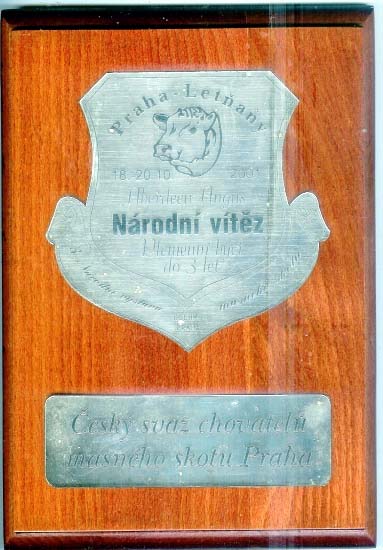 Praha - Letňany
18. 20. 10. 2001
Aberdeen Angus
Národní vítěz
Plemenní býci
do 3 let
Český svaz chovatelů
masného skotu Praha